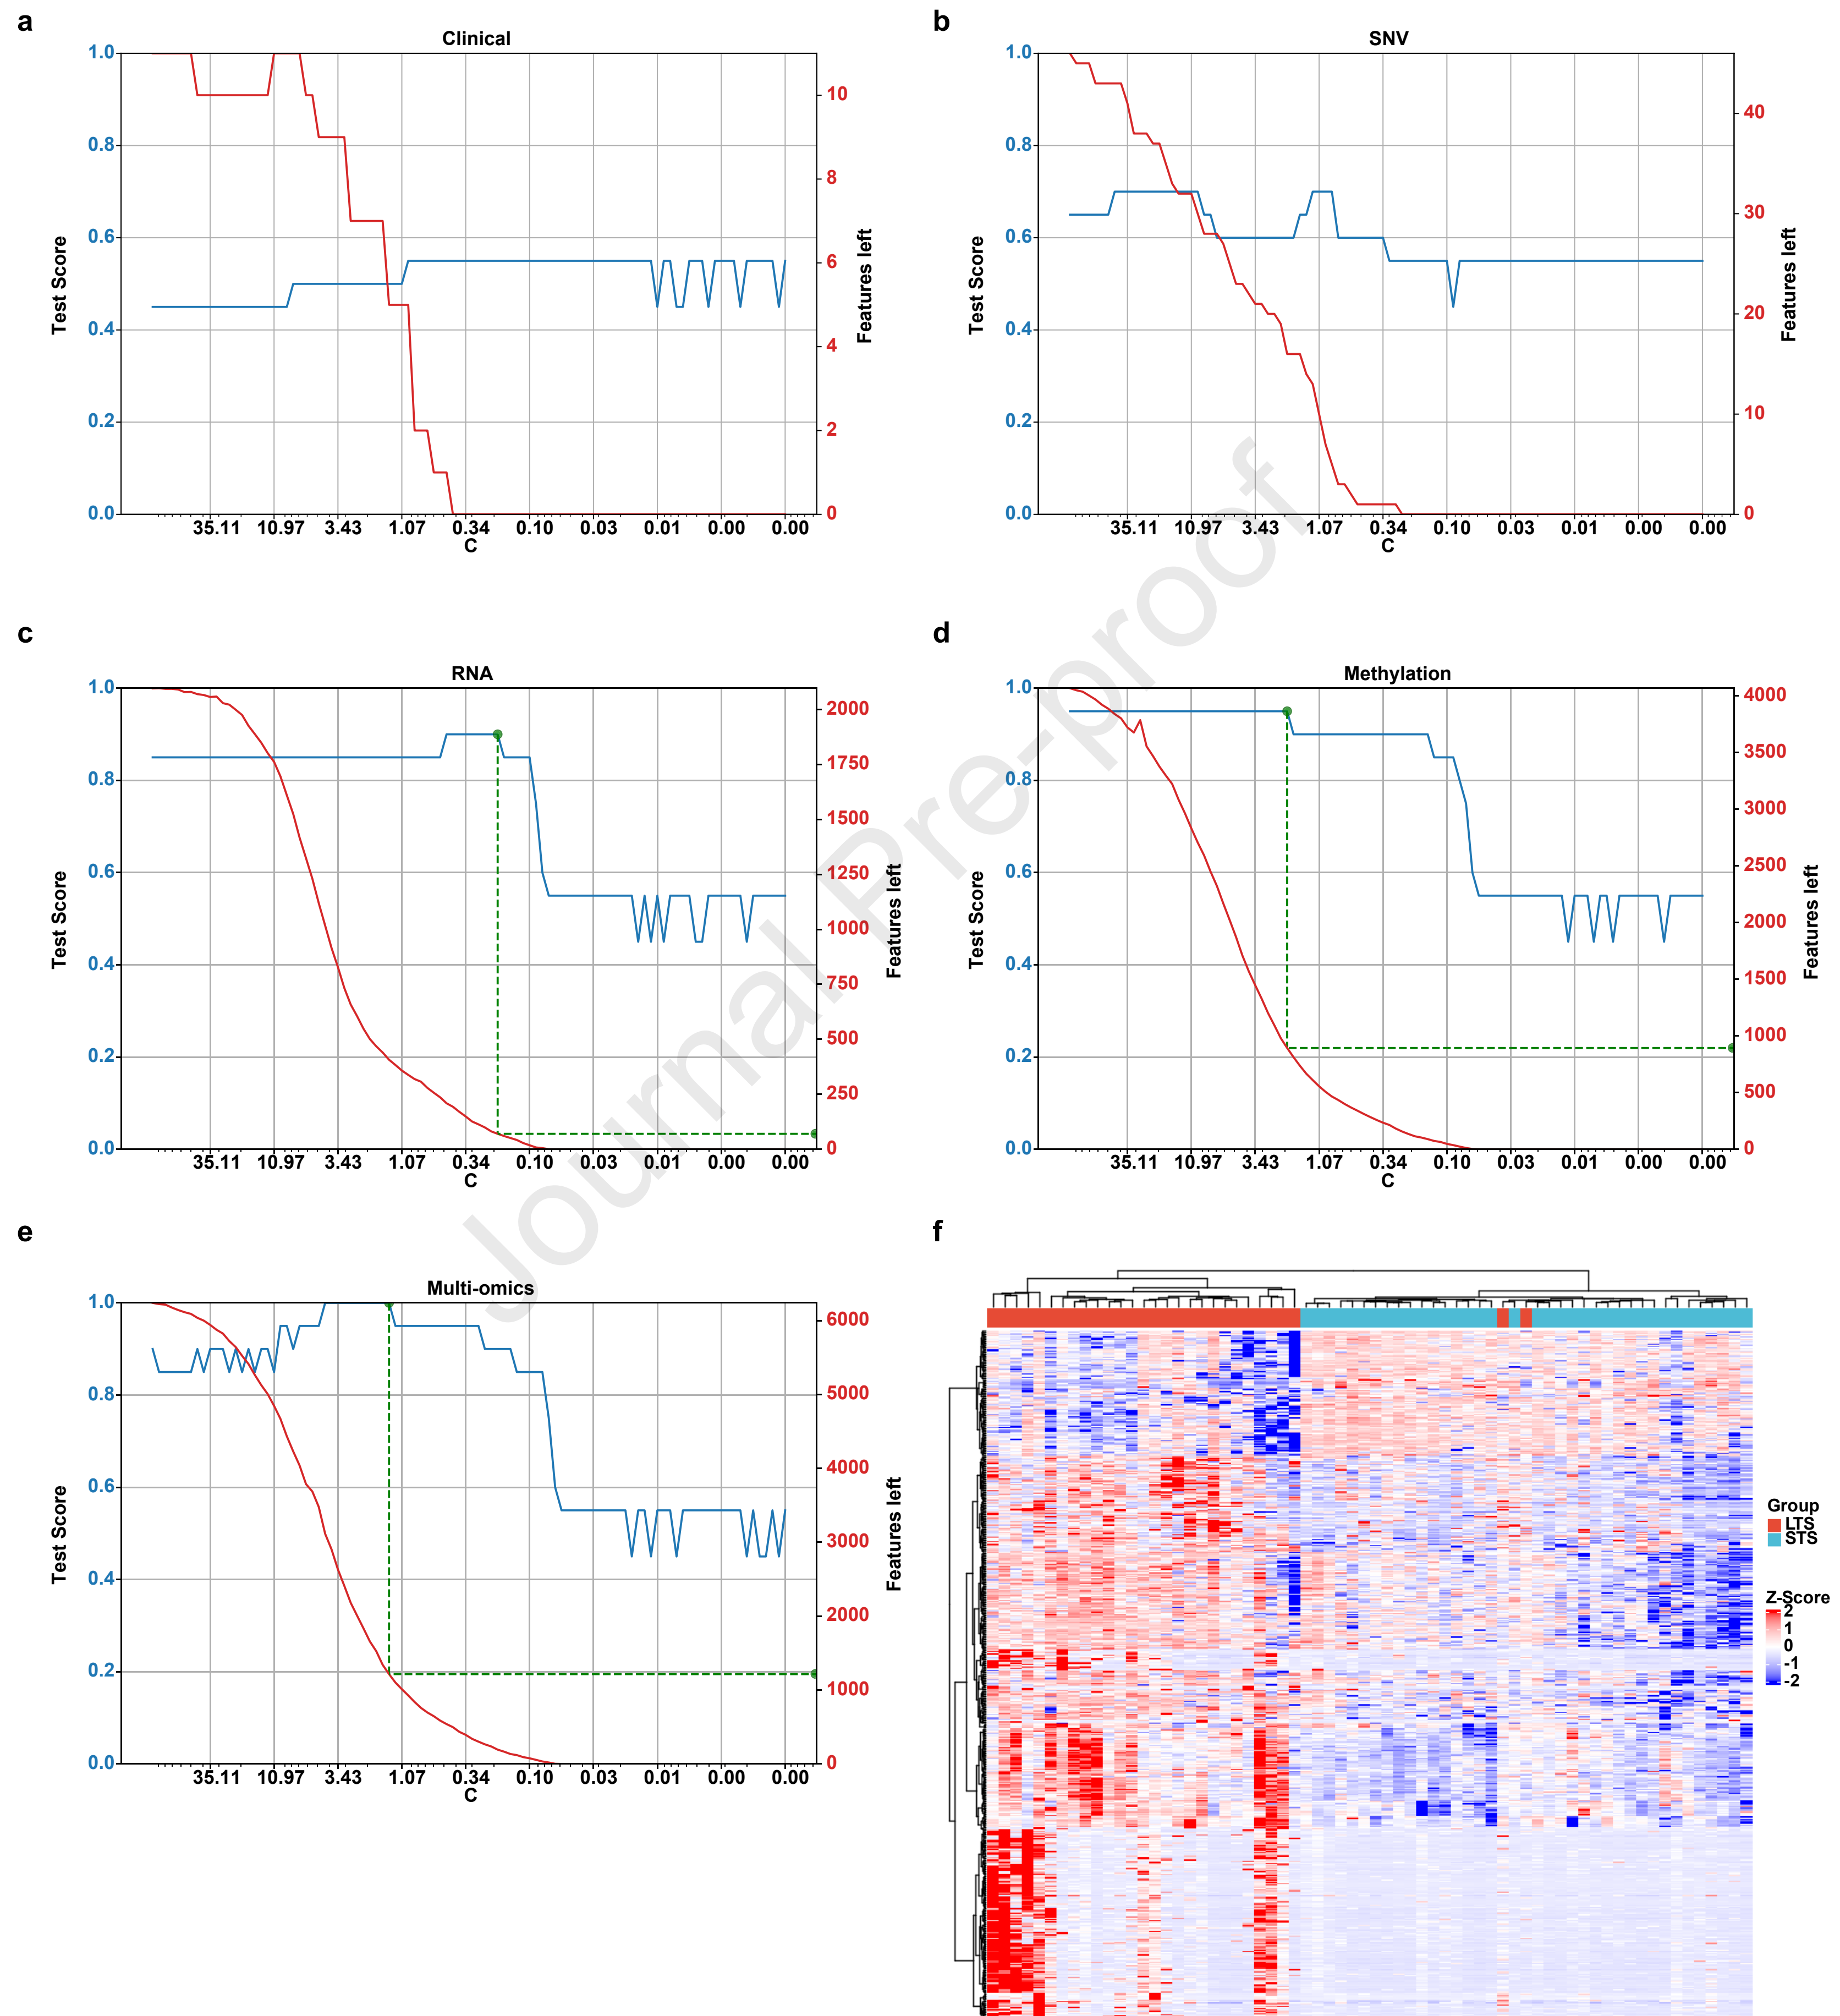 a
Clinical
1.0
0.8
0.6
0.4
0.2
0.0
Test Score
10
8
6
4
2
0
Features left
35.11 10.97 3.43 1.07 0.34 0.10 0.03 0.01 0.00 0.00
C
b
SNV
1.0
0.8
0.6
0.4
0.2
0.0
Test Score
40
30
20
10
0
Features left
35.11 10.97 3.43 1.07 0.34 0.10 0.03 0.01 0.00 0.00
C
c
RNA
1.0
0.8
0.6
0.4
0.2
0.0
Test Score
2000
1750
1500
1250
1000
750
500
250
0
Features left
35.11 10.97 3.43 1.07 0.34 0.10 0.03 0.01 0.00 0.00
C
d
Methylation
1.0
0.8
0.6
0.4
0.2
0.0
Test Score
4000
3500
3000
2500
2000
1500
1000
500
0
Features left
35.11 10.97 3.43 1.07 0.34 0.10 0.03 0.01 0.00 0.00
C
e
Multi-omics
1.0
0.8
0.6
0.4
0.2
0.0
Test Score
6000
5000
4000
3000
2000
1000
0
Features left
35.11 10.97 3.43 1.07 0.34 0.10 0.03 0.01 0.00 0.00
C
f
Group
LTS
STS
Z-Score
2
1
0
-1
-2
Journal Pre-proof